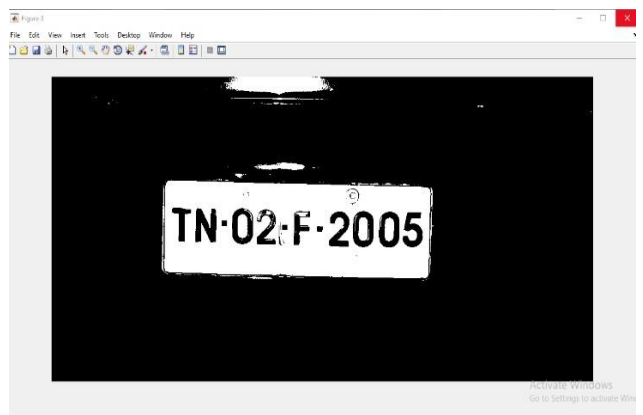 Figure 3
File Edit View Insert Tools Desktop Window Help
TN·02·F·2005
Activate Windows
Go to Settings to activate Win